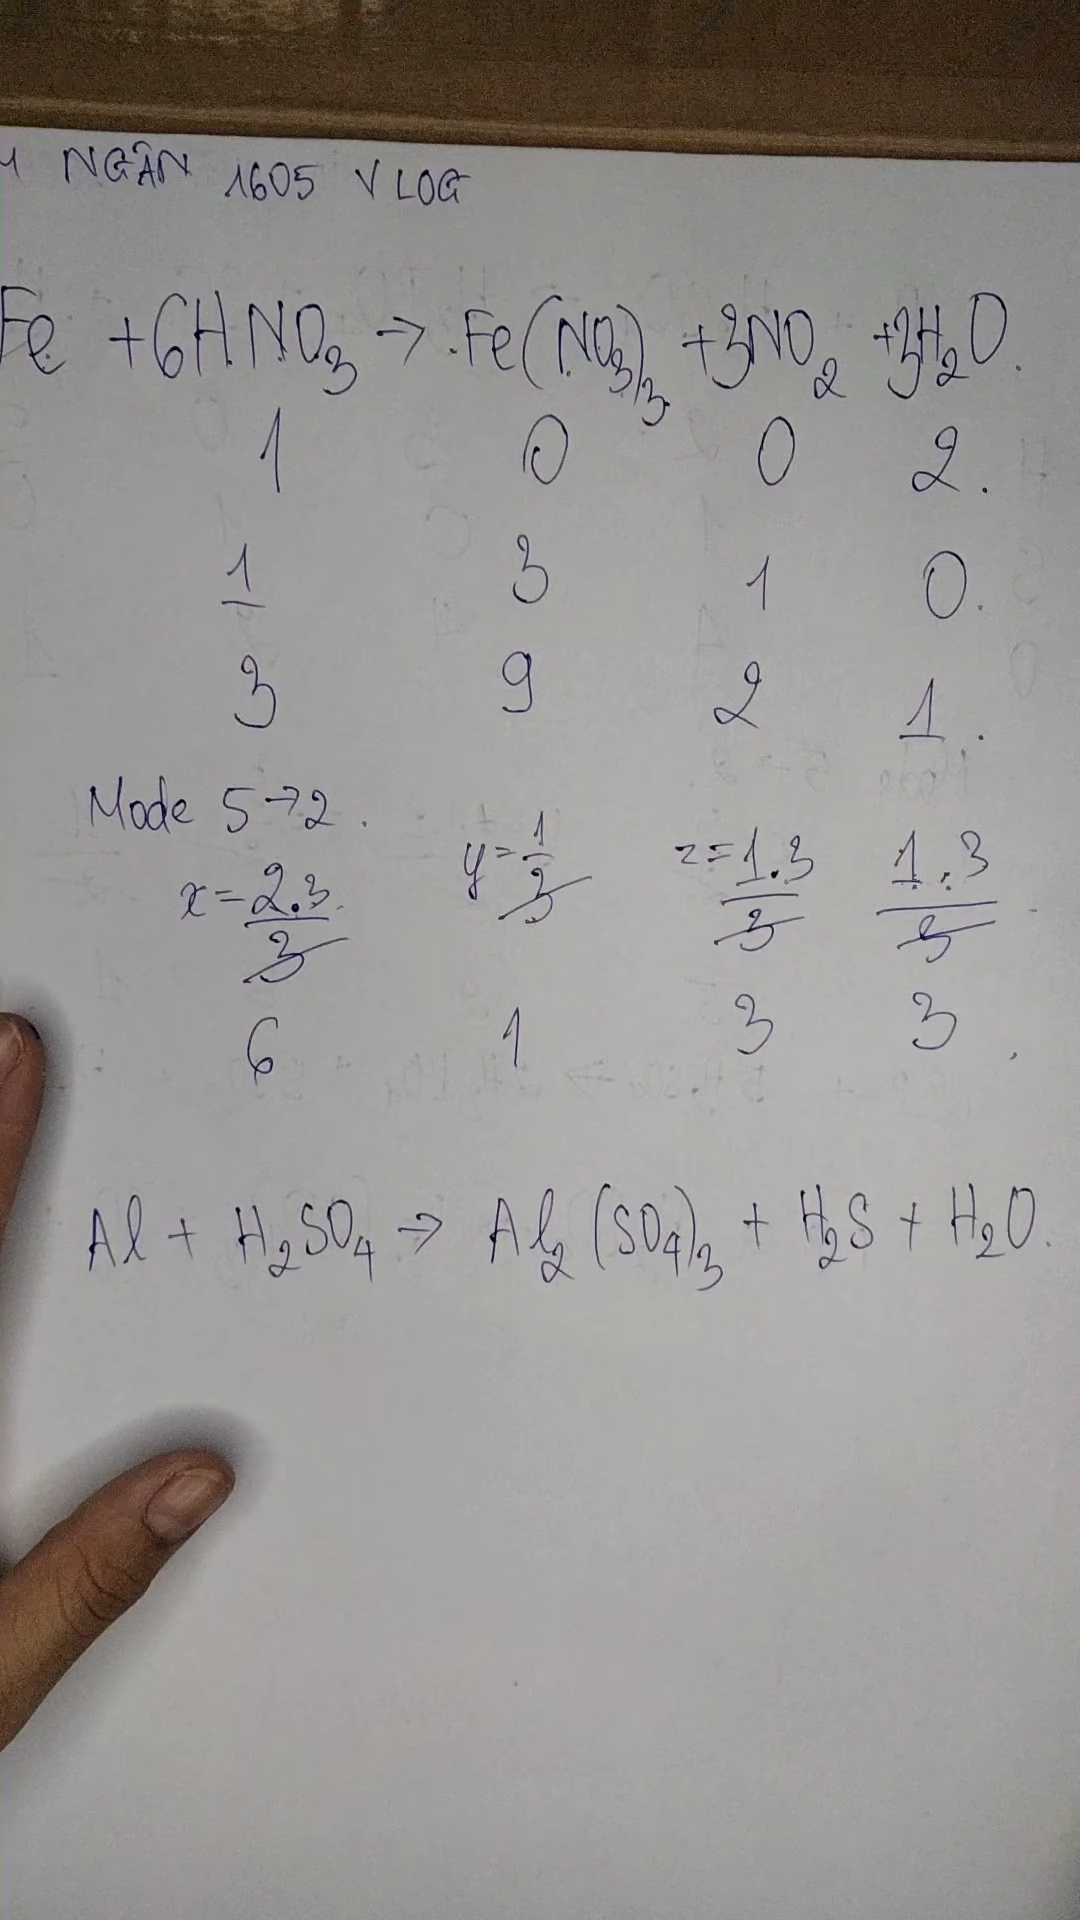 NGÂN 1605 VLOG
Fe + 6HNO3 → Fe(NO3)3 + 3NO2 + 3H2O.
1 0 0 2.
1 3 1 0.
3 9 2 1.
Mode 5→2.
x = 2.3/3 y = 1/3 z = 1.3/3 1.3/3
6 1 3 3
Al + H2SO4 → Al2(SO4)3 + H2S + H2O.